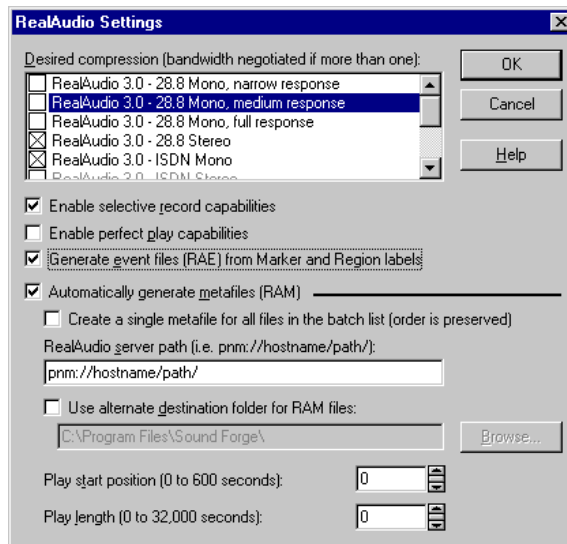 RealAudio Settings
Desired compression (bandwidth negotiated if more than one):
RealAudio 3.0 - 28.8 Mono, narrow response
RealAudio 3.0 - 28.8 Mono, medium response
RealAudio 3.0 - 28.8 Mono, full response
RealAudio 3.0 - 28.8 Stereo
RealAudio 3.0 - ISDN Mono
RealAudio 3.0 - ISDN Stereo
OK
Cancel
Help
Enable selective record capabilities
Enable perfect play capabilities
Generate event files (RAE) from Marker and Region labels
Automatically generate metafiles (RAM)
Create a single metafile for all files in the batch list (order is preserved)
RealAudio server path (i.e. pnm://hostname/path/):
pnm://hostname/path/
Use alternate destination folder for RAM files:
C:\Program Files\Sound Forge\
Browse...
Play start position (0 to 600 seconds):
0
Play length (0 to 32,000 seconds):
0